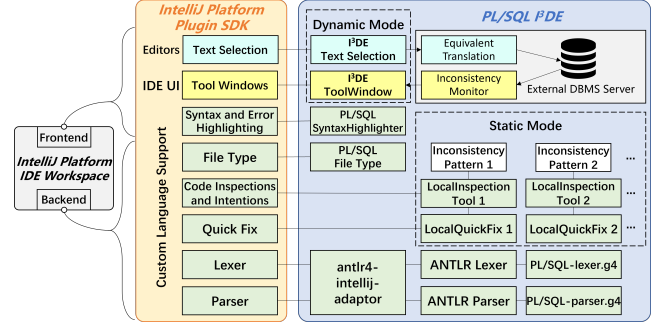 IntelliJ Platform
Plugin SDK
PL/SQL I³DE
Dynamic Mode
Editors
Text Selection
I³DE
Text Selection
Equivalent
Translation
IDE UI
Tool Windows
I³DE
ToolWindow
Inconsistency
Monitor
External DBMS Server
Frontend
IntelliJ Platform
IDE Workspace
Backend
Custom Language Support
Syntax and Error
Highlighting
PL/SQL
SyntaxHighlighter
Static Mode
File Type
PL/SQL
File Type
Inconsistency
Pattern 1
Inconsistency
Pattern 2
...
Code Inspections
and Intentions
LocalInspection
Tool 1
LocalInspection
Tool 2
...
Quick Fix
LocalQuickFix 1
LocalQuickFix 2
...
Lexer
antlr4-
intellij-
adaptor
ANTLR Lexer
PL/SQL-lexer.g4
Parser
ANTLR Parser
PL/SQL-parser.g4